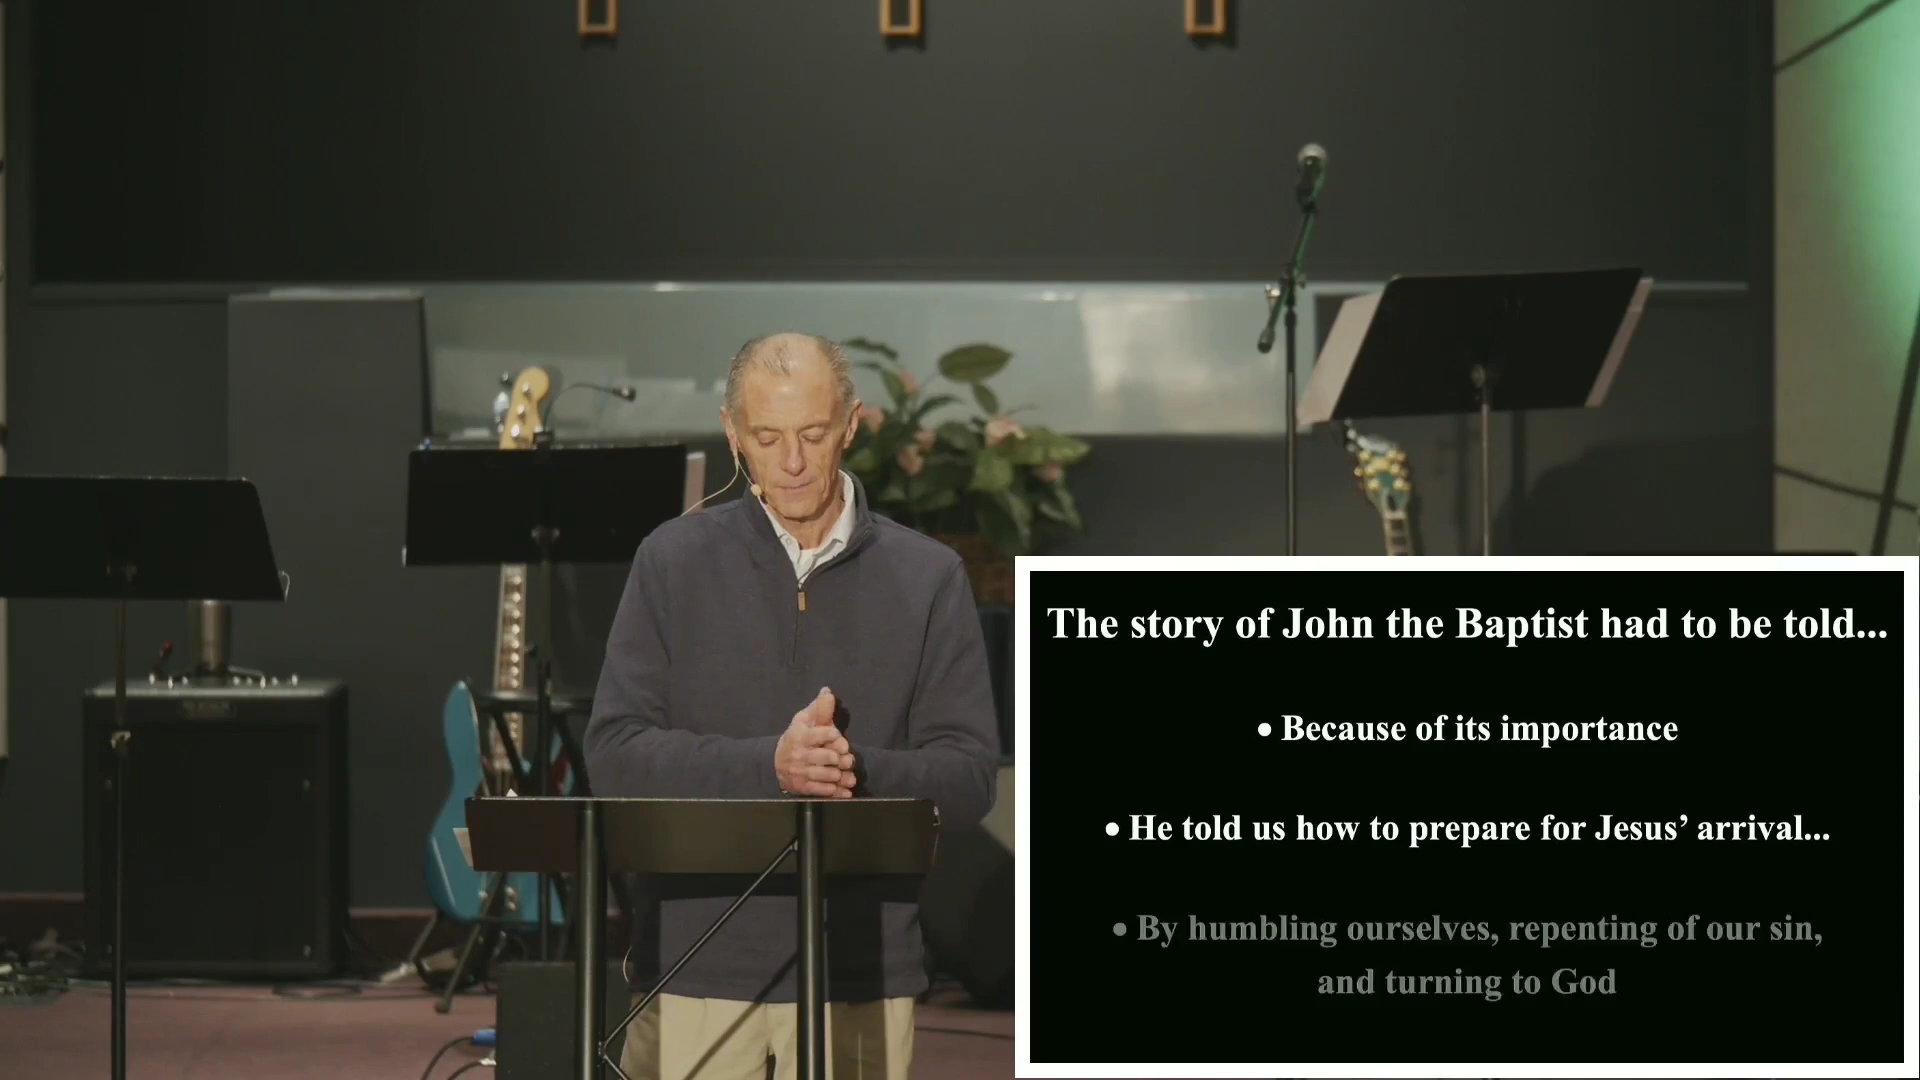 The story of John the Baptist had to be told...
• Because of its importance
• He told us how to prepare for Jesus’ arrival...
• By humbling ourselves, repenting of our sin,
and turning to God